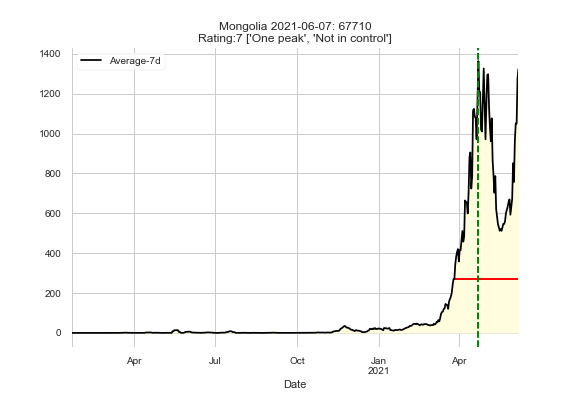 Mongolia 2021-06-07: 67710
Rating:7 ['One peak', 'Not in control']
Average-7d
1400
1200
1000
800
600
400
200
0
Apr
Jul
Oct
Jan
2021
Apr
Date